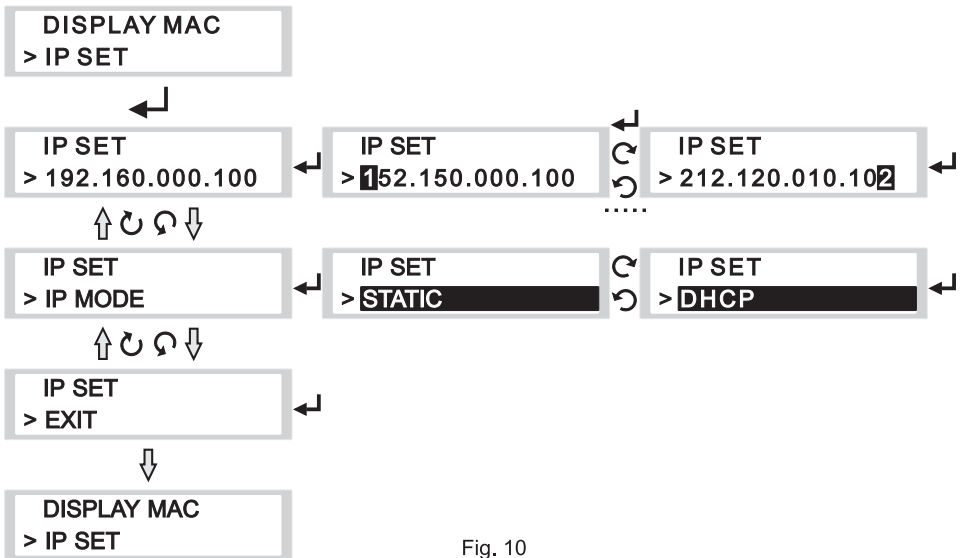 DISPLAY MAC
> IP SET
IP SET
> 192.160.000.100
IP SET
> 152.150.000.100
.....
IP SET
> 212.120.010.102
IP SET
> IP MODE
IP SET
> STATIC
IP SET
> DHCP
IP SET
> EXIT
DISPLAY MAC
> IP SET
Fig. 10